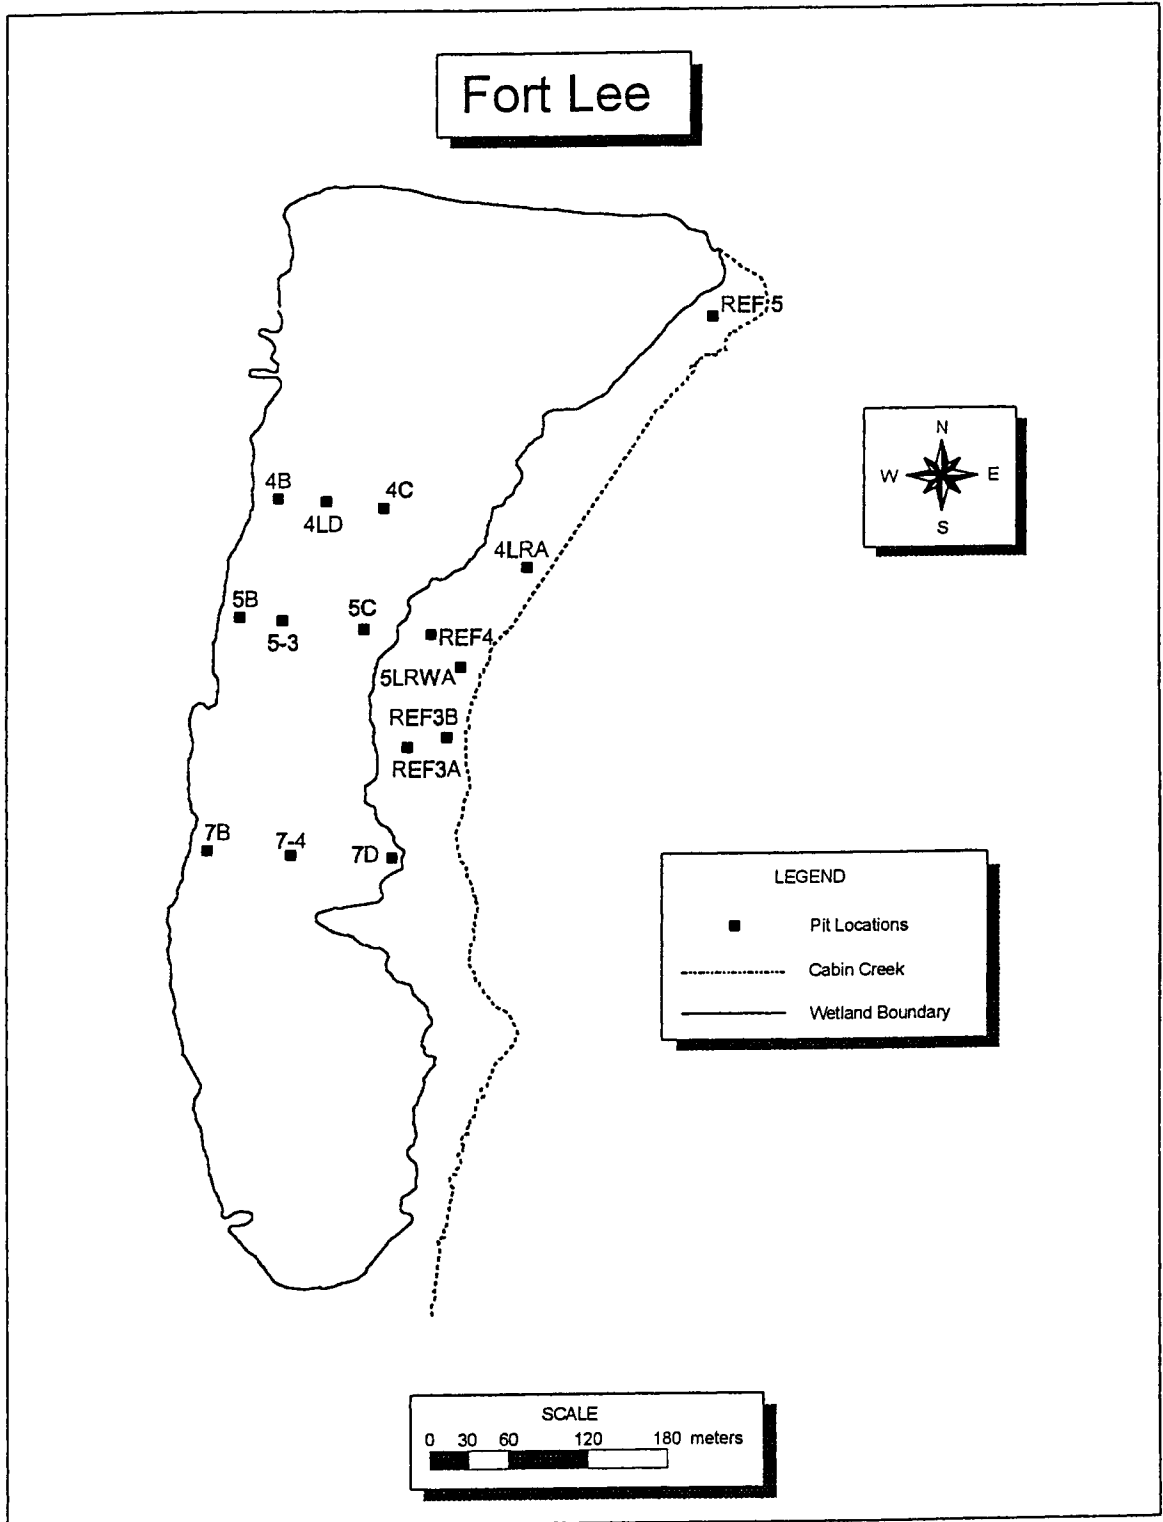 Fort Lee
REF 5
N
W E
S
4B
4LD
4C
4LRA
5B
5-3
5C
REF4
5LRWA
REF3B
REF3A
7B
7-4
7D
LEGEND
Pit Locations
Cabin Creek
Wetland Boundary
SCALE
0 30 60 120 180 meters